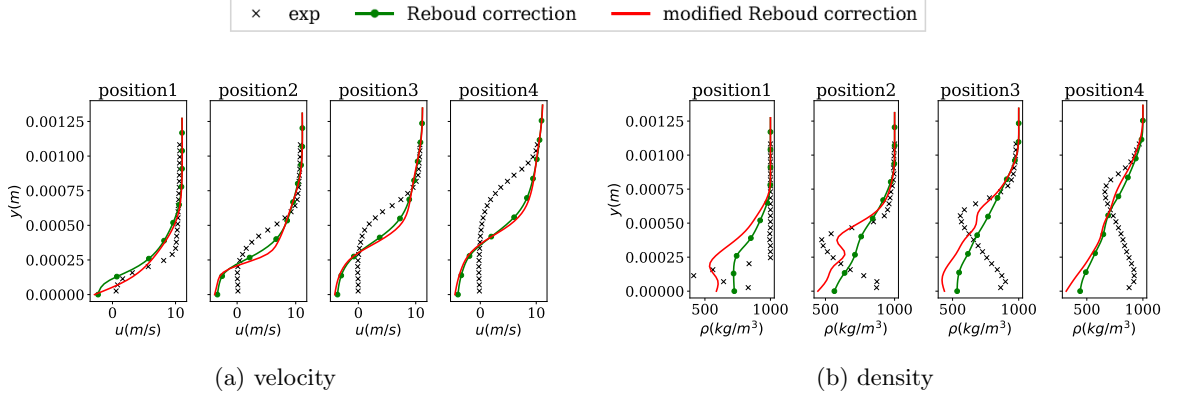 exp Reboud correction modified Reboud correction
position1 position2 position3 position4 position1 position2 position3 position4
0.00125 0.00125
0.00100 0.00100
0.00075 0.00075
y(m) y(m)
0.00050 0.00050
0.00025 0.00025
0.00000 0.00000
0 10 0 10 0 10 0 10 500 1000 500 1000 500 1000 500 1000
u(m/s) u(m/s) u(m/s) u(m/s) ρ(kg/m³) ρ(kg/m³) ρ(kg/m³) ρ(kg/m³)
(a) velocity (b) density